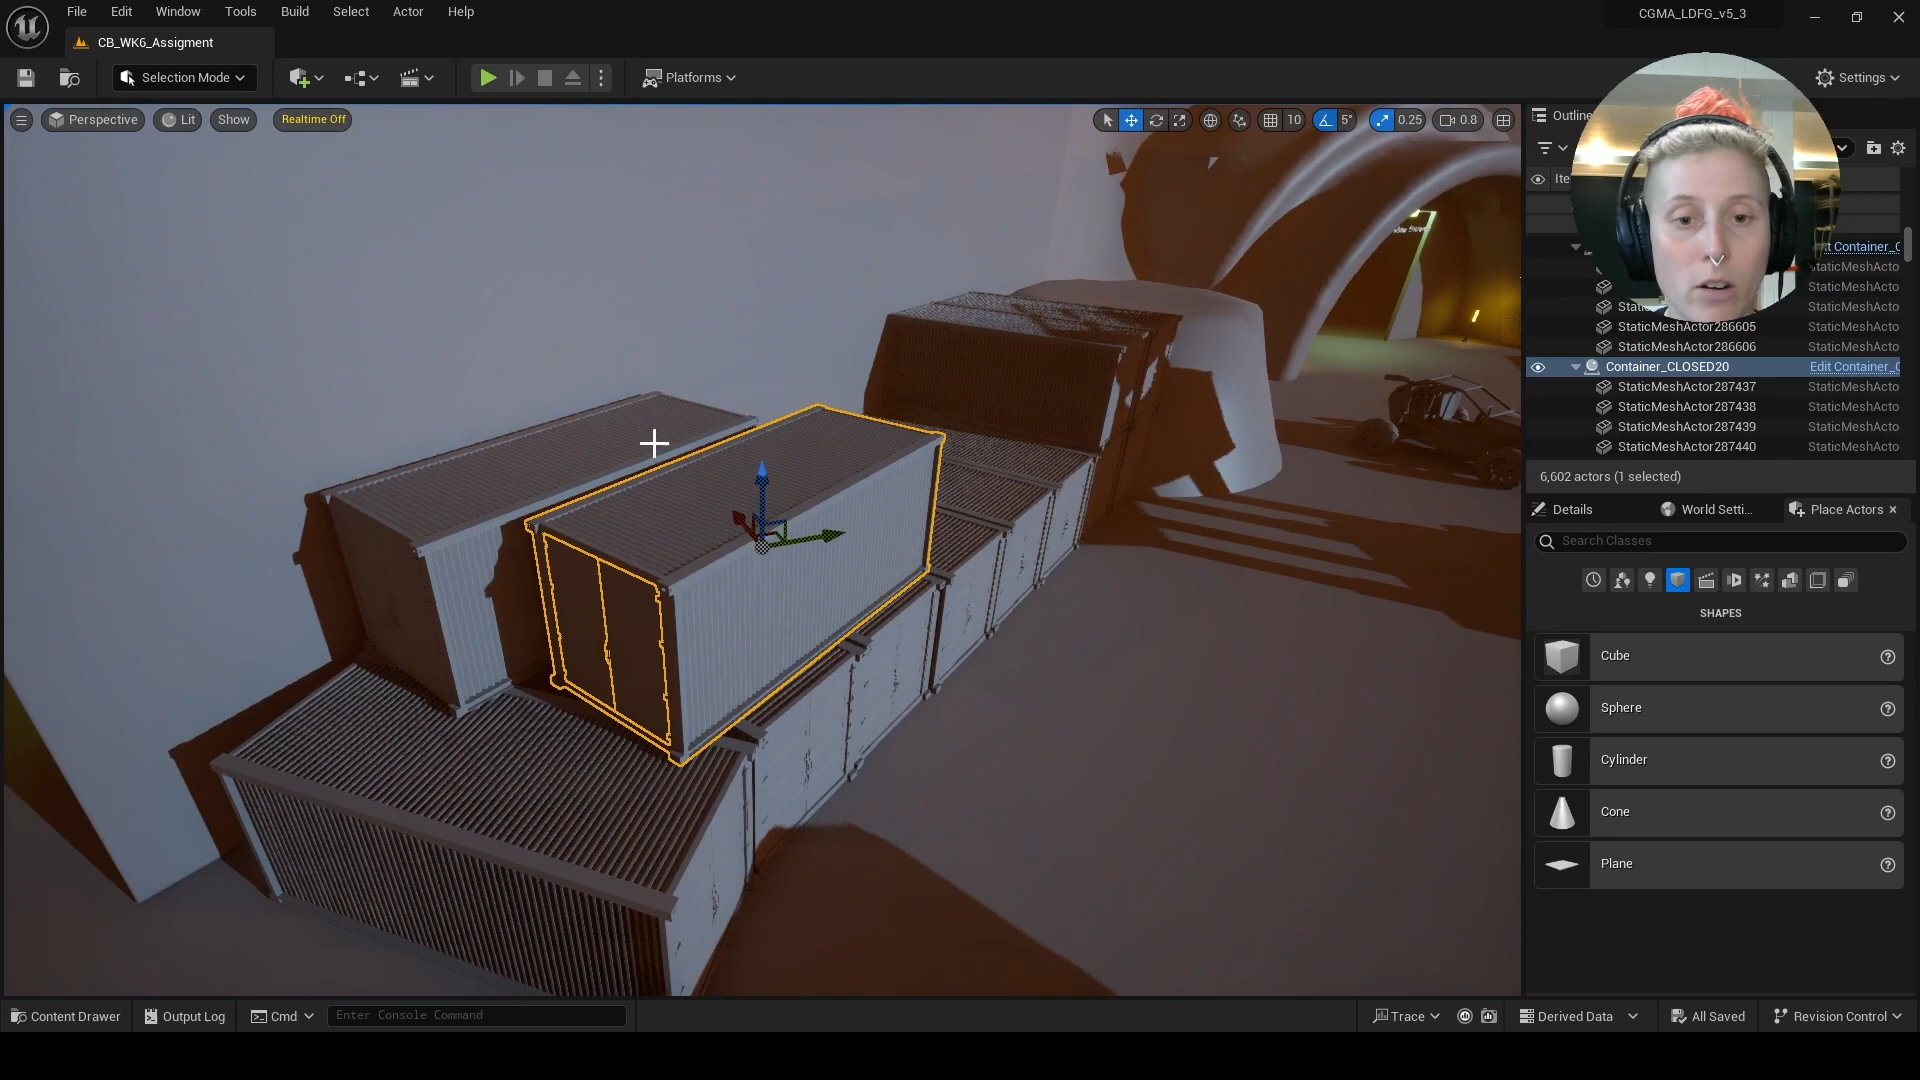 File Edit Window Tools Build Select Actor Help
CGMA_LDFG_v5_3
CB_WK6_Assigment
Selection Mode
Platforms
Settings
Perspective Lit Show Realtime Off
10 5° 0.25 0.8
Outline
Ite
t Container_C
StaticMeshActo
StaticMeshActo
Stati StaticMeshActo
StaticMeshActor286605 StaticMeshActo
StaticMeshActor286606 StaticMeshActo
Container_CLOSED20 Edit Container_C
StaticMeshActor287437 StaticMeshActo
StaticMeshActor287438 StaticMeshActo
StaticMeshActor287439 StaticMeshActo
StaticMeshActor287440 StaticMeshActo
6,602 actors (1 selected)
Details World Setti... Place Actors
Search Classes
SHAPES
Cube
Sphere
Cylinder
Cone
Plane
Content Drawer Output Log Cmd Enter Console Command
Trace Derived Data All Saved Revision Control